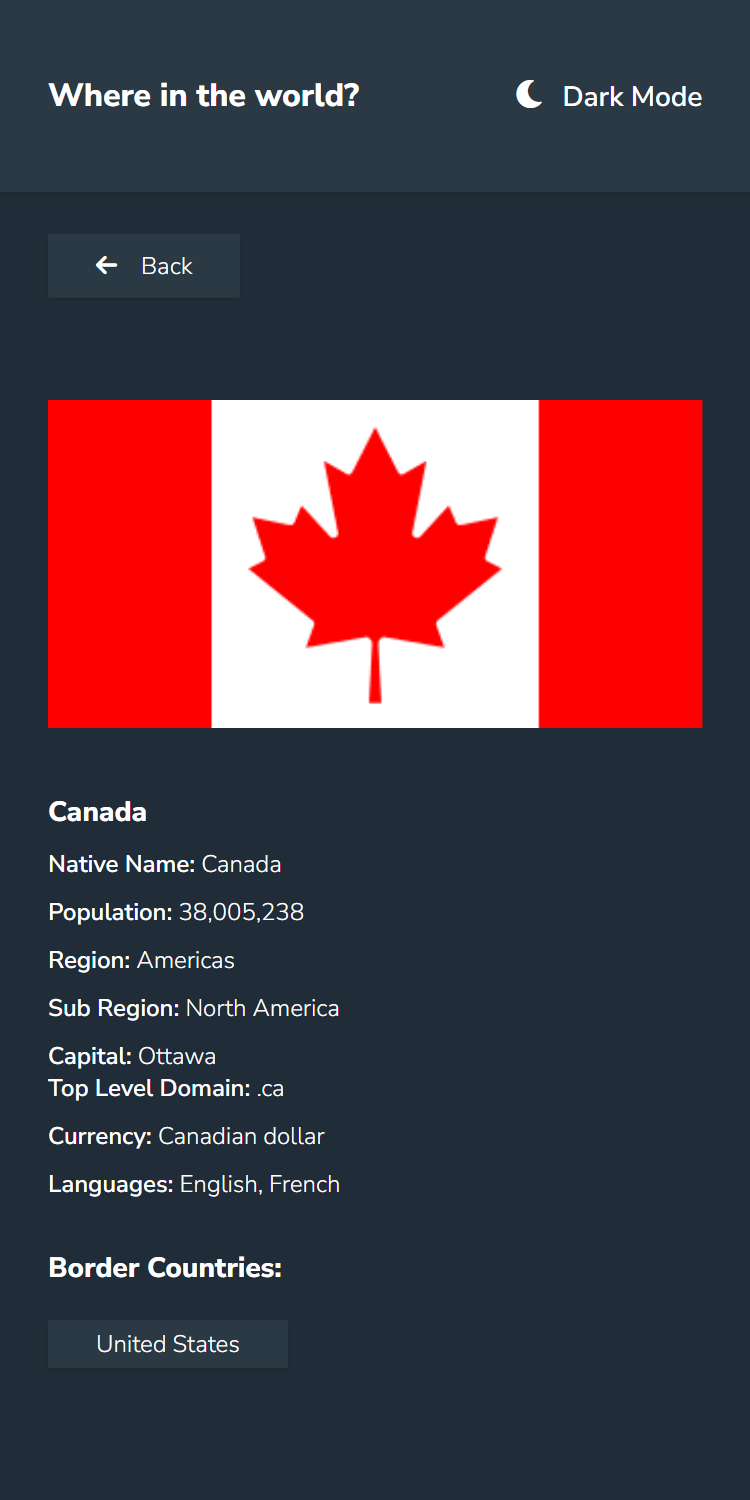 Where in the world?
Dark Mode
Back
Canada
Native Name: Canada
Population: 38,005,238
Region: Americas
Sub Region: North America
Capital: Ottawa
Top Level Domain: .ca
Currency: Canadian dollar
Languages: English, French
Border Countries:
United States